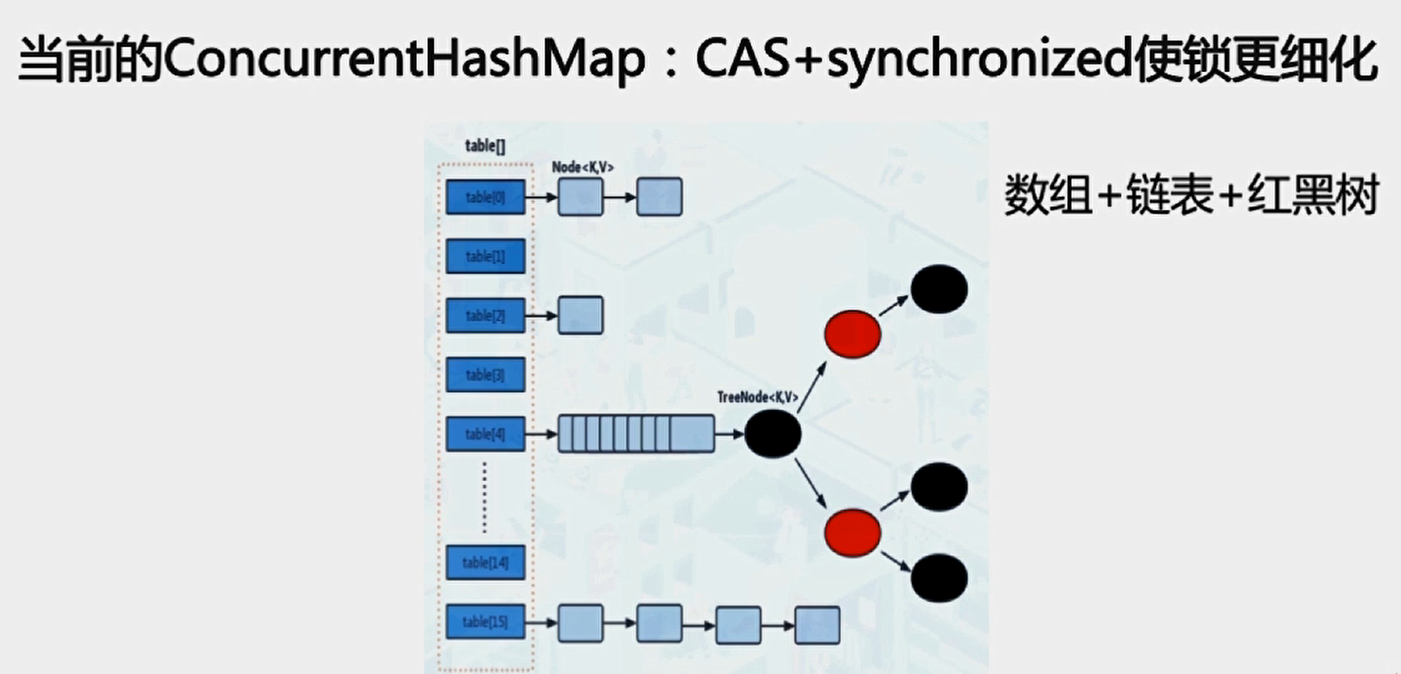 当前的ConcurrentHashMap：CAS+synchronized使锁更细化
数组+链表+红黑树
table[]
Node<K,V>
table[0]
table[1]
table[2]
table[3]
TreeNode<K,V>
table[4]
table[14]
table[15]